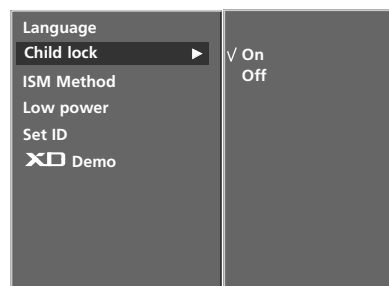 Language
Child lock ►
ISM Method
Low power
Set ID
XD Demo
√ On
Off